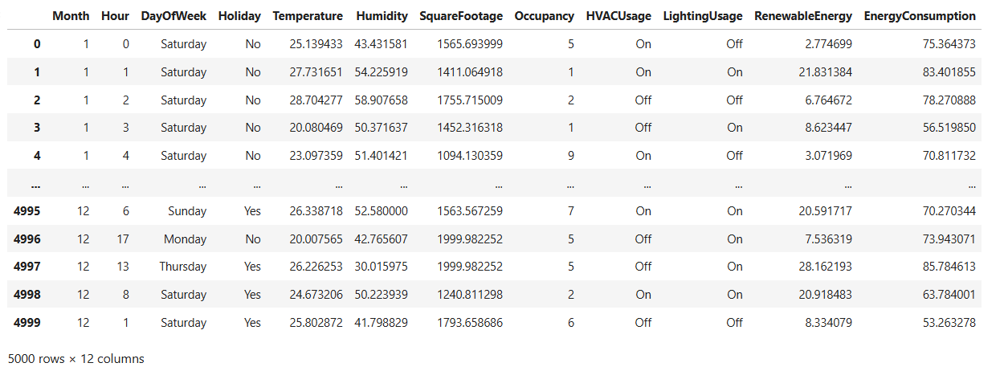 Month Hour DayOfWeek Holiday Temperature Humidity SquareFootage Occupancy HVACUsage LightingUsage RenewableEnergy EnergyConsumption
0 1 0 Saturday No 25.139433 43.431581 1565.693999 5 On Off 2.774699 75.364373
1 1 1 Saturday No 27.731651 54.225919 1411.064918 1 On On 21.831384 83.401855
2 1 2 Saturday No 28.704277 58.907658 1755.715009 2 Off Off 6.764672 78.270888
3 1 3 Saturday No 20.080469 50.371637 1452.316318 1 Off On 8.623447 56.519850
4 1 4 Saturday No 23.097359 51.401421 1094.130359 9 On Off 3.071969 70.811732
... ... ... ... ... ... ... ... ... ... ... ... ...
4995 12 6 Sunday Yes 26.338718 52.580000 1563.567259 7 On On 20.591717 70.270344
4996 12 17 Monday No 20.007565 42.765607 1999.982252 5 Off On 7.536319 73.943071
4997 12 13 Thursday Yes 26.226253 30.015975 1999.982252 5 Off On 28.162193 85.784613
4998 12 8 Saturday Yes 24.673206 50.223939 1240.811298 2 On On 20.918483 63.784001
4999 12 1 Saturday Yes 25.802872 41.798829 1793.658686 6 Off Off 8.334079 53.263278
5000 rows × 12 columns